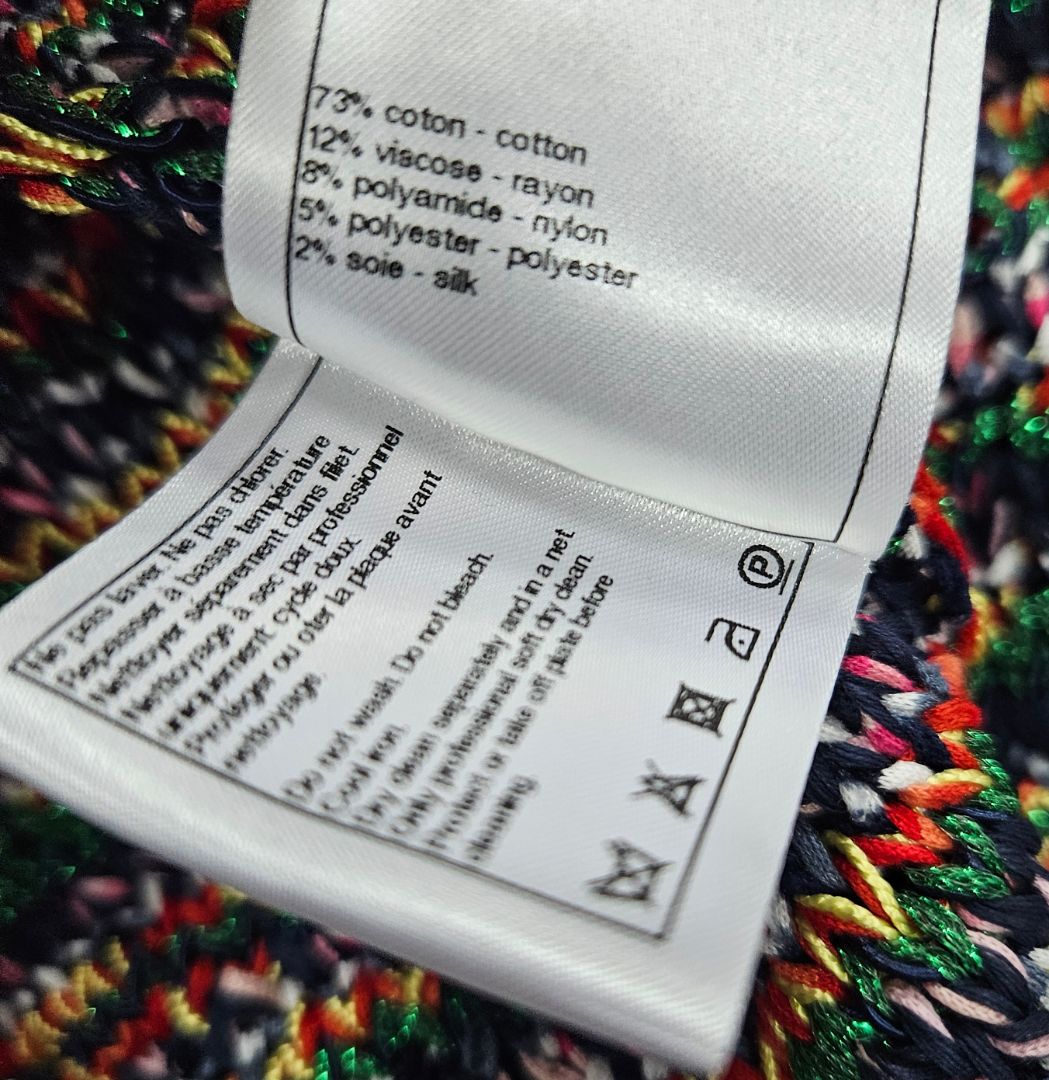 73% coton - cotton
12% viscose - rayon
8% polyamide - nylon
5% polyester - polyester
2% soie - silk
Ne pas laver. Ne pas chlorer.
Repasser à basse température
Nettoyer séparement dans filet.
Nettoyage à sec par professionnel
uniquement cycle doux.
Protéger ou oter la plaque avant
nettoyage.
Do not wash. Do not bleach.
Cool iron.
Dry clean separately and in a net
Only professional soft dry clean.
Protect or take off plate before
cleaning
P